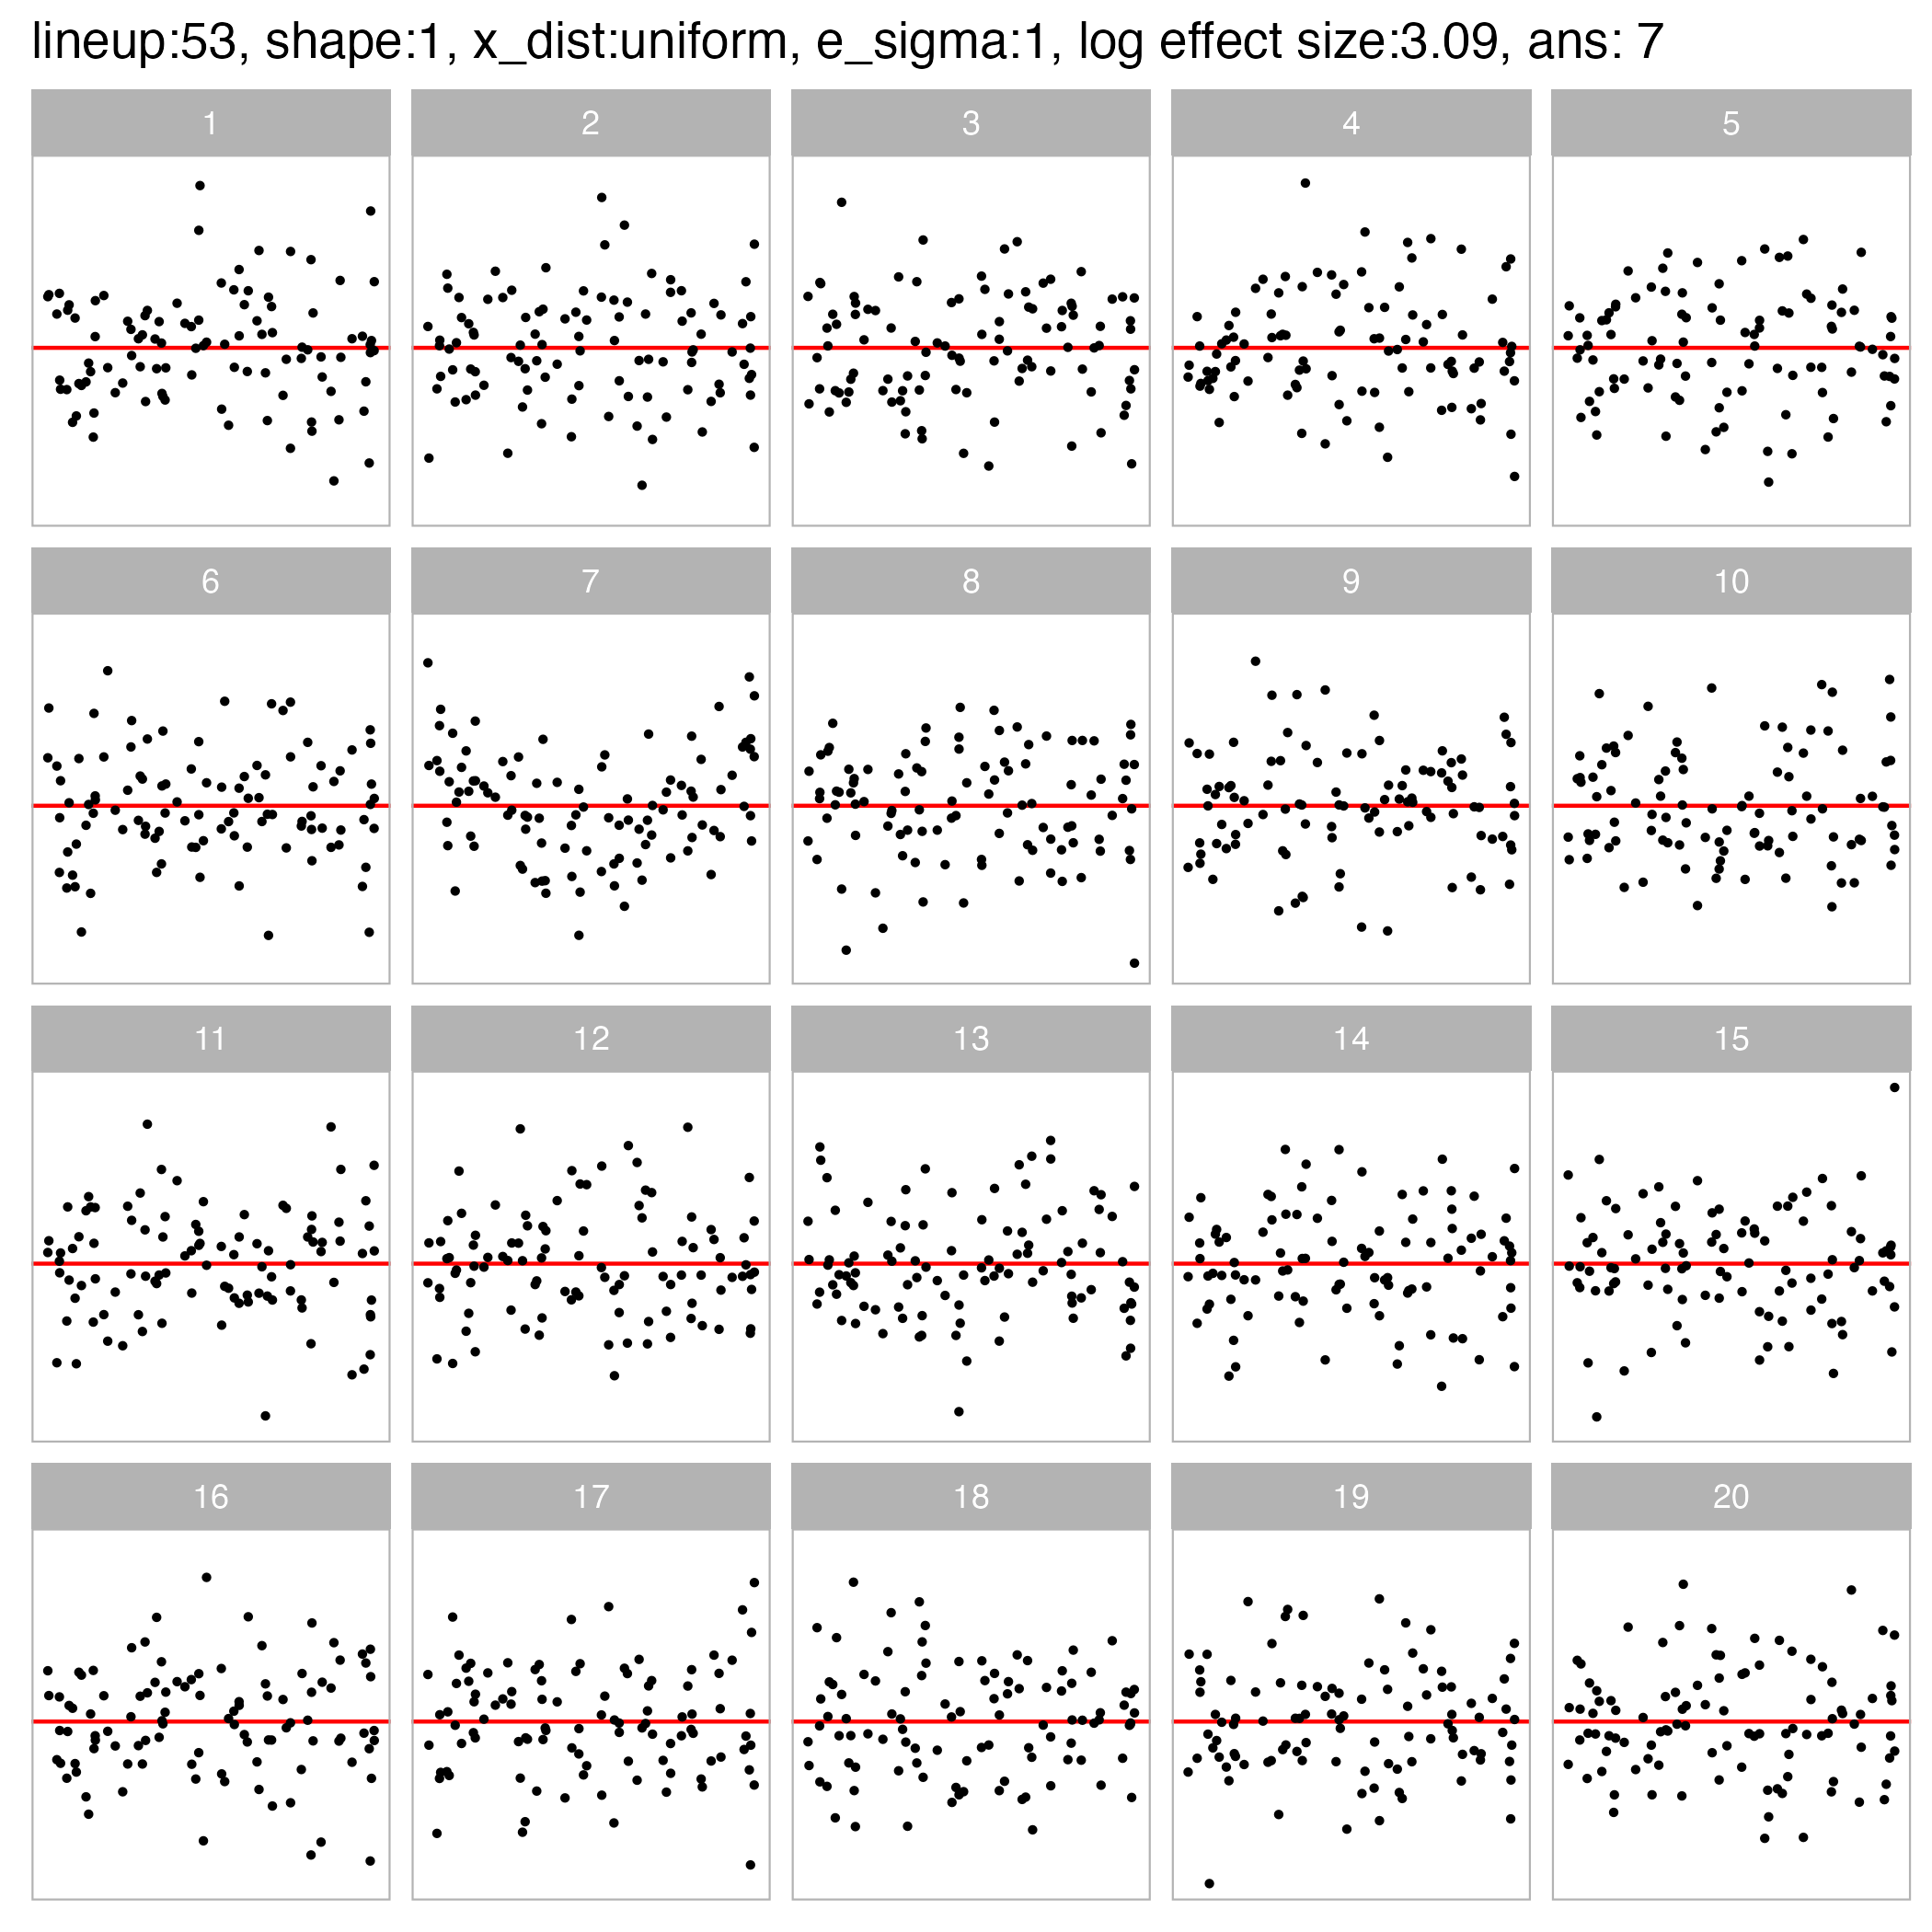 lineup:53, shape:1, x_dist:uniform, e_sigma:1, log effect size:3.09, ans: 7
1 2 3 4 5
6 7 8 9 10
11 12 13 14 15
16 17 18 19 20